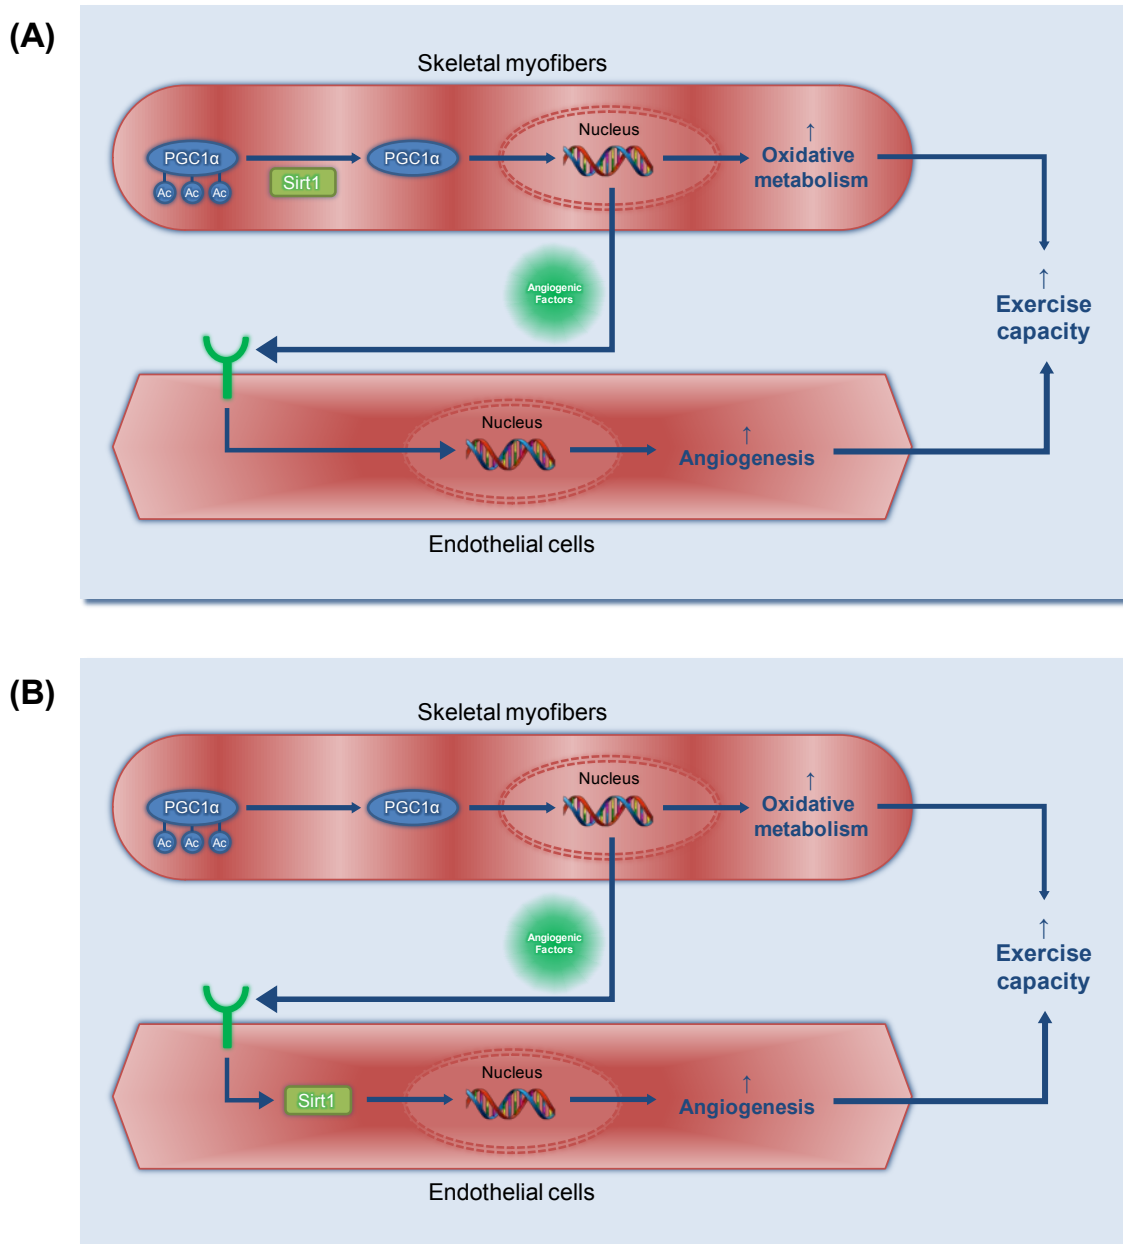 (A)
Skeletal myofibers
Nucleus
PGC1α
PGC1α
↑
Oxidative
metabolism
Ac Ac Ac
Sirt1
Angiogenic
Factors
↑
Exercise
capacity
Nucleus
↑
Angiogenesis
Endothelial cells
(B)
Skeletal myofibers
Nucleus
PGC1α
PGC1α
↑
Oxidative
metabolism
Ac Ac Ac
Angiogenic
Factors
↑
Exercise
capacity
Nucleus
Sirt1
↑
Angiogenesis
Endothelial cells